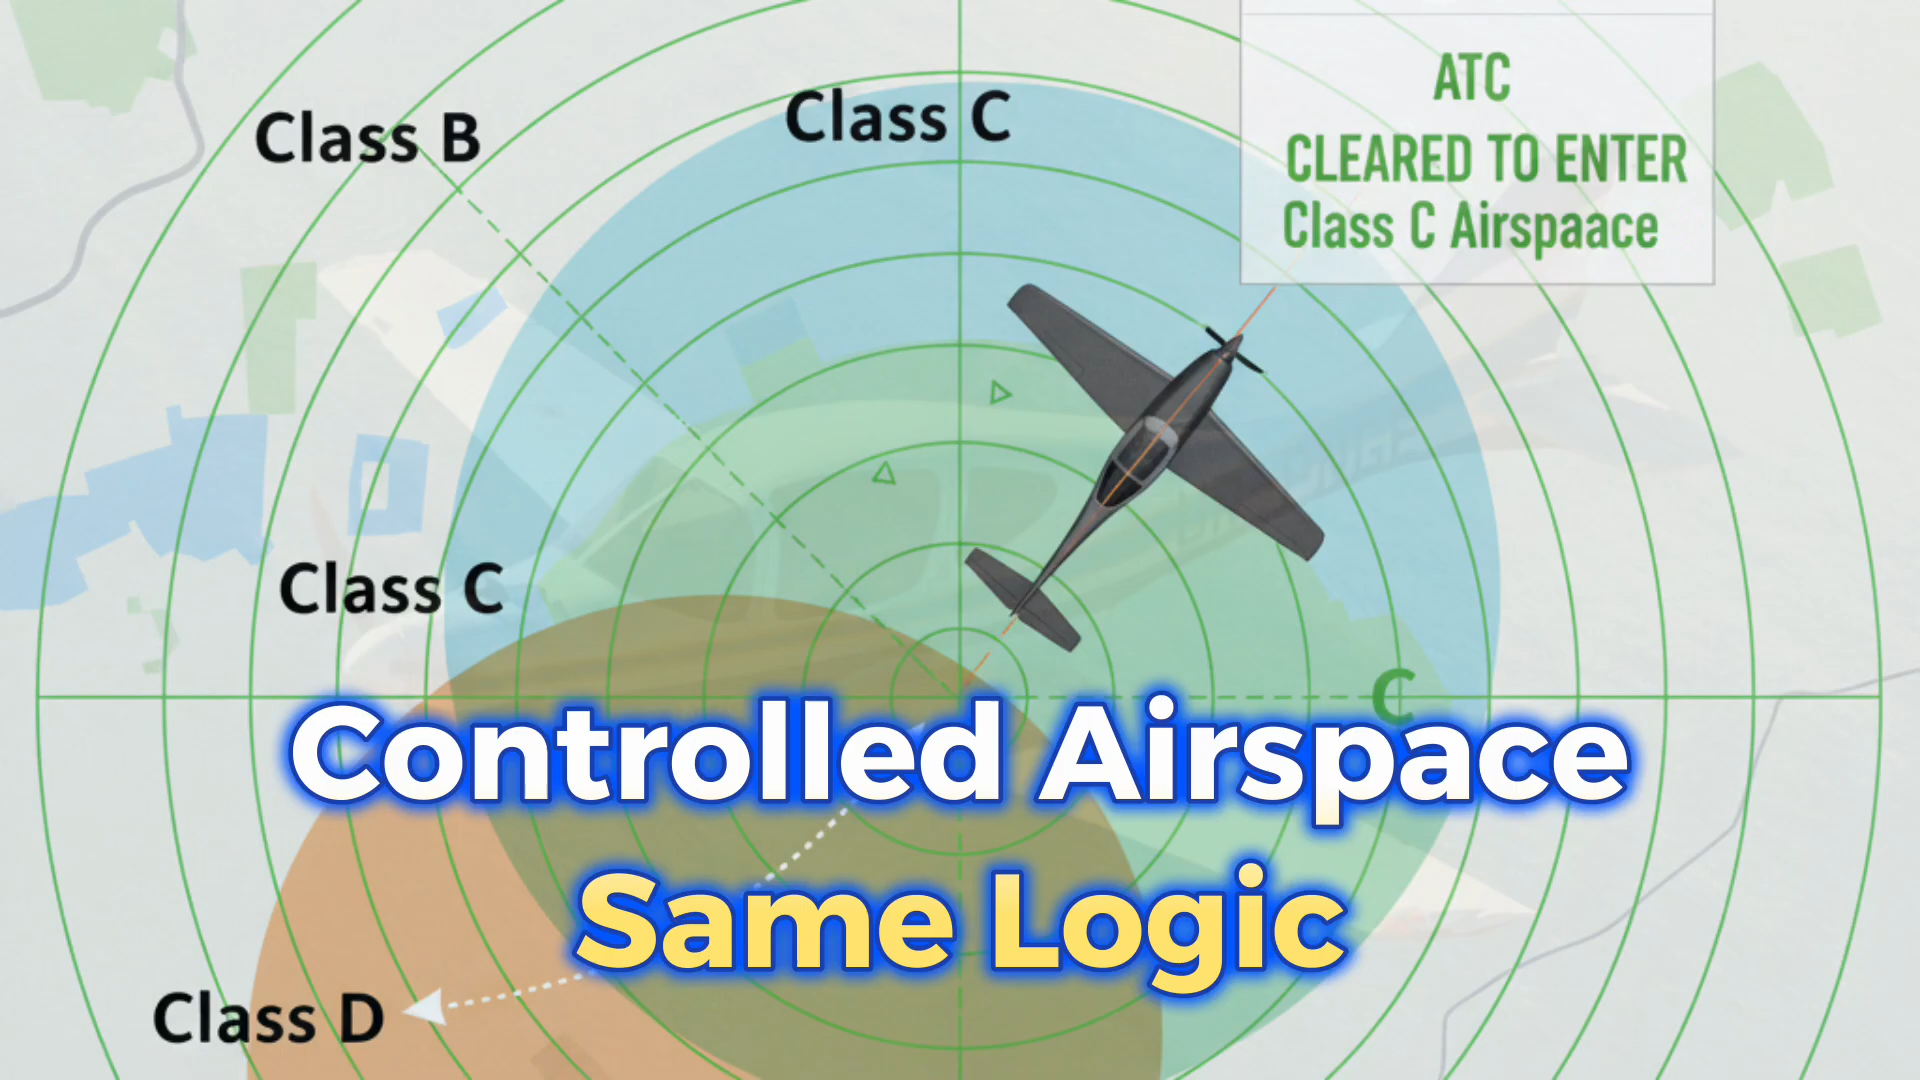 ATC
CLEARED TO ENTER
Class C Airspaace
Class B
Class C
Class C
C
Controlled Airspace
Same Logic
Class D